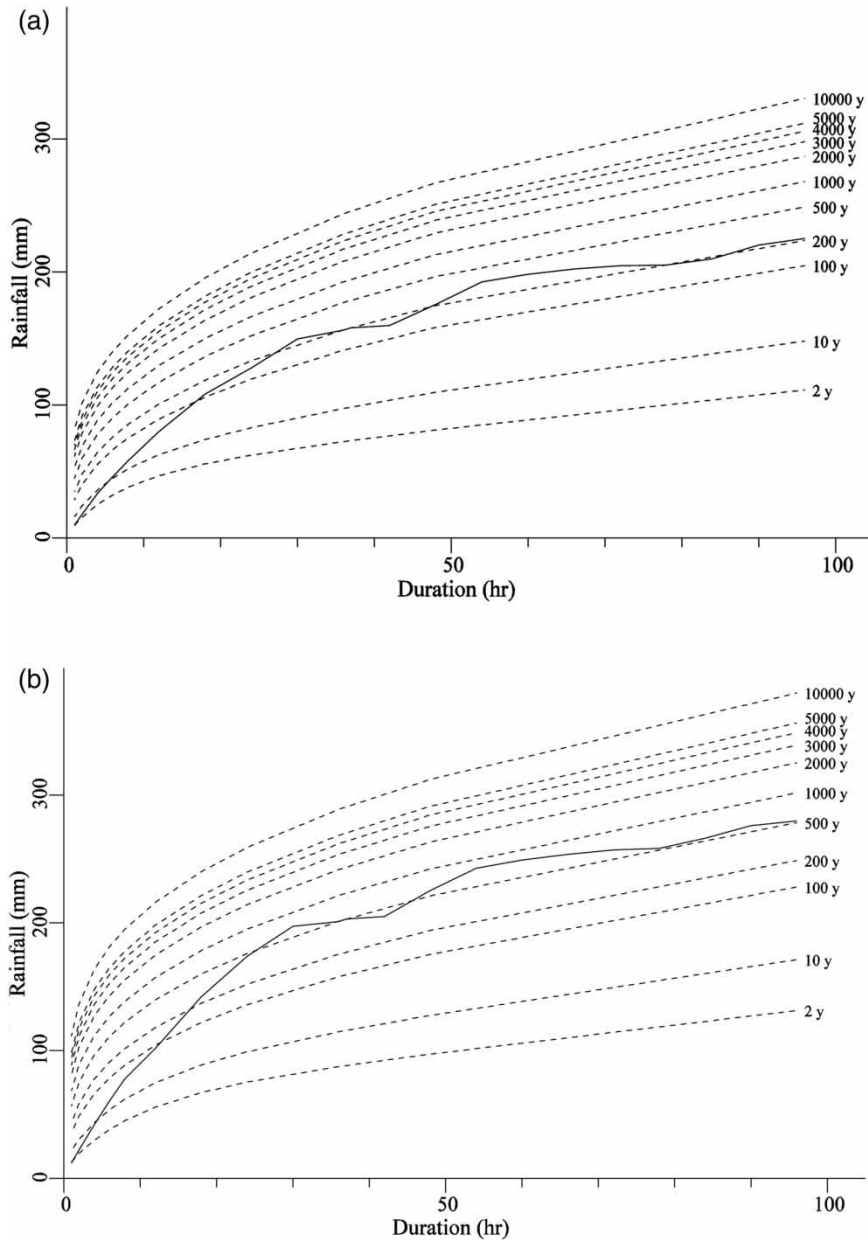 (a)
10000 y
5000 y
4000 y
3000 y
2000 y
1000 y
500 y
200 y
100 y
10 y
2 y
300
200
100
0
Rainfall (mm)
0 50 100
Duration (hr)
(b)
10000 y
5000 y
4000 y
3000 y
2000 y
1000 y
500 y
200 y
100 y
10 y
2 y
300
200
100
0
Rainfall (mm)
0 50 100
Duration (hr)